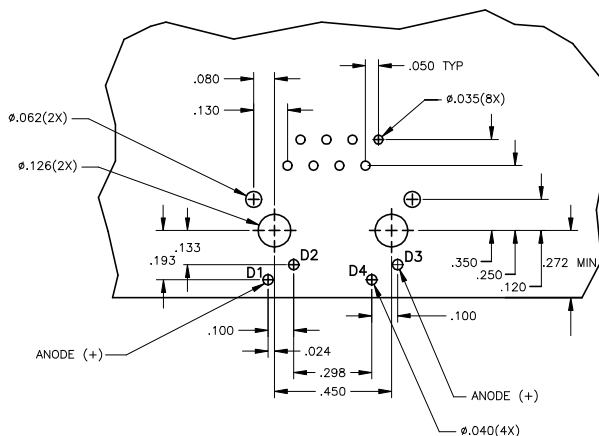 .080
.050 TYP
.130
ø.035(8X)
ø.062(2X)
ø.126(2X)
.133
.193
D2
D3
D1
D4
.350
.250
.120
.272 MIN
.100
.100
ANODE (+)
.024
.298
.450
ANODE (+)
ø.040(4X)